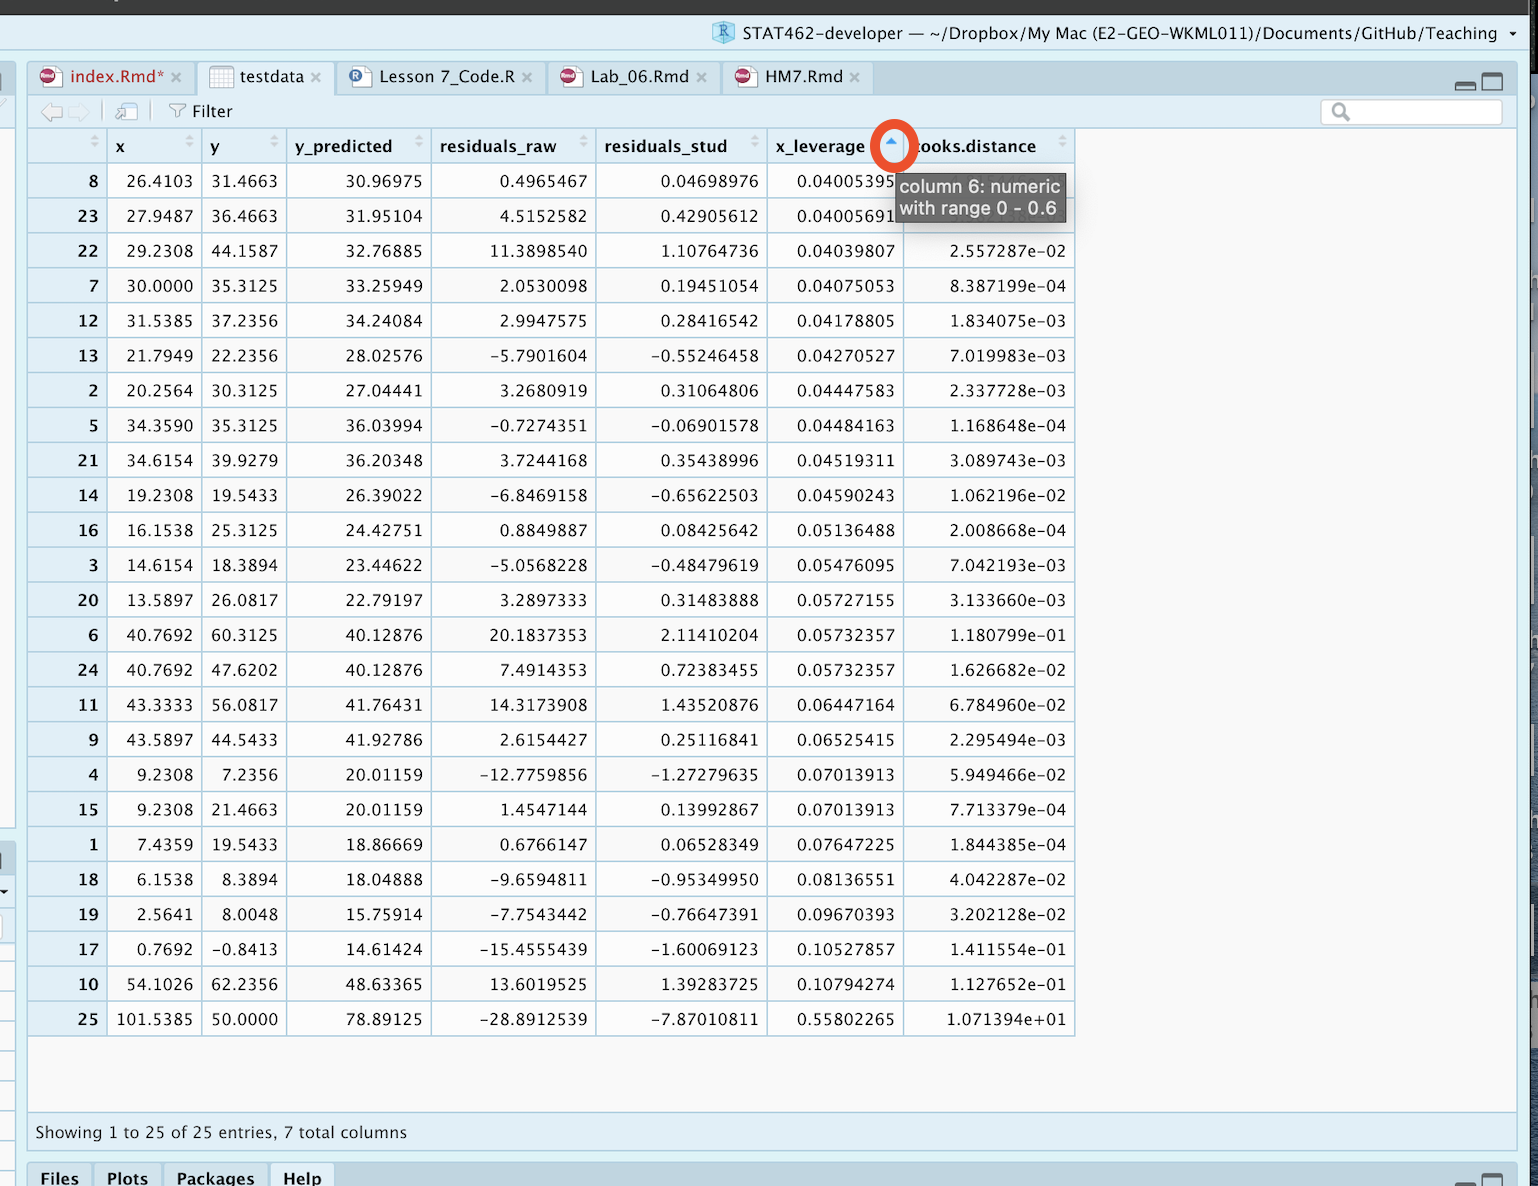 STAT462-developer — ~/Dropbox/My Mac (E2-GEO-WKML011)/Documents/GitHub/Teaching
index.Rmd* testdata Lesson 7_Code.R Lab_06.Rmd HM7.Rmd
Filter
x y y_predicted residuals_raw residuals_stud x_leverage ooks.distance
8 26.4103 31.4663 30.96975 0.4965467 0.04698976 0.04005395
column 6: numeric
with range 0 - 0.6
23 27.9487 36.4663 31.95104 4.5152582 0.42905612 0.04005691
22 29.2308 44.1587 32.76885 11.3898540 1.10764736 0.04039807 2.557287e-02
7 30.0000 35.3125 33.25949 2.0530098 0.19451054 0.04075053 8.387199e-04
12 31.5385 37.2356 34.24084 2.9947575 0.28416542 0.04178805 1.834075e-03
13 21.7949 22.2356 28.02576 -5.7901604 -0.55246458 0.04270527 7.019983e-03
2 20.2564 30.3125 27.04441 3.2680919 0.31064806 0.04447583 2.337728e-03
5 34.3590 35.3125 36.03994 -0.7274351 -0.06901578 0.04484163 1.168648e-04
21 34.6154 39.9279 36.20348 3.7244168 0.35438996 0.04519311 3.089743e-03
14 19.2308 19.5433 26.39022 -6.8469158 -0.65622503 0.04590243 1.062196e-02
16 16.1538 25.3125 24.42751 0.8849887 0.08425642 0.05136488 2.008668e-04
3 14.6154 18.3894 23.44622 -5.0568228 -0.48479619 0.05476095 7.042193e-03
20 13.5897 26.0817 22.79197 3.2897333 0.31483888 0.05727155 3.133660e-03
6 40.7692 60.3125 40.12876 20.1837353 2.11410204 0.05732357 1.180799e-01
24 40.7692 47.6202 40.12876 7.4914353 0.72383455 0.05732357 1.626682e-02
11 43.3333 56.0817 41.76431 14.3173908 1.43520876 0.06447164 6.784960e-02
9 43.5897 44.5433 41.92786 2.6154427 0.25116841 0.06525415 2.295494e-03
4 9.2308 7.2356 20.01159 -12.7759856 -1.27279635 0.07013913 5.949466e-02
15 9.2308 21.4663 20.01159 1.4547144 0.13992867 0.07013913 7.713379e-04
1 7.4359 19.5433 18.86669 0.6766147 0.06528349 0.07647225 1.844385e-04
18 6.1538 8.3894 18.04888 -9.6594811 -0.95349950 0.08136551 4.042287e-02
19 2.5641 8.0048 15.75914 -7.7543442 -0.76647391 0.09670393 3.202128e-02
17 0.7692 -0.8413 14.61424 -15.4555439 -1.60069123 0.10527857 1.411554e-01
10 54.1026 62.2356 48.63365 13.6019525 1.39283725 0.10794274 1.127652e-01
25 101.5385 50.0000 78.89125 -28.8912539 -7.87010811 0.55802265 1.071394e+01
Showing 1 to 25 of 25 entries, 7 total columns
Files Plots Packages Help